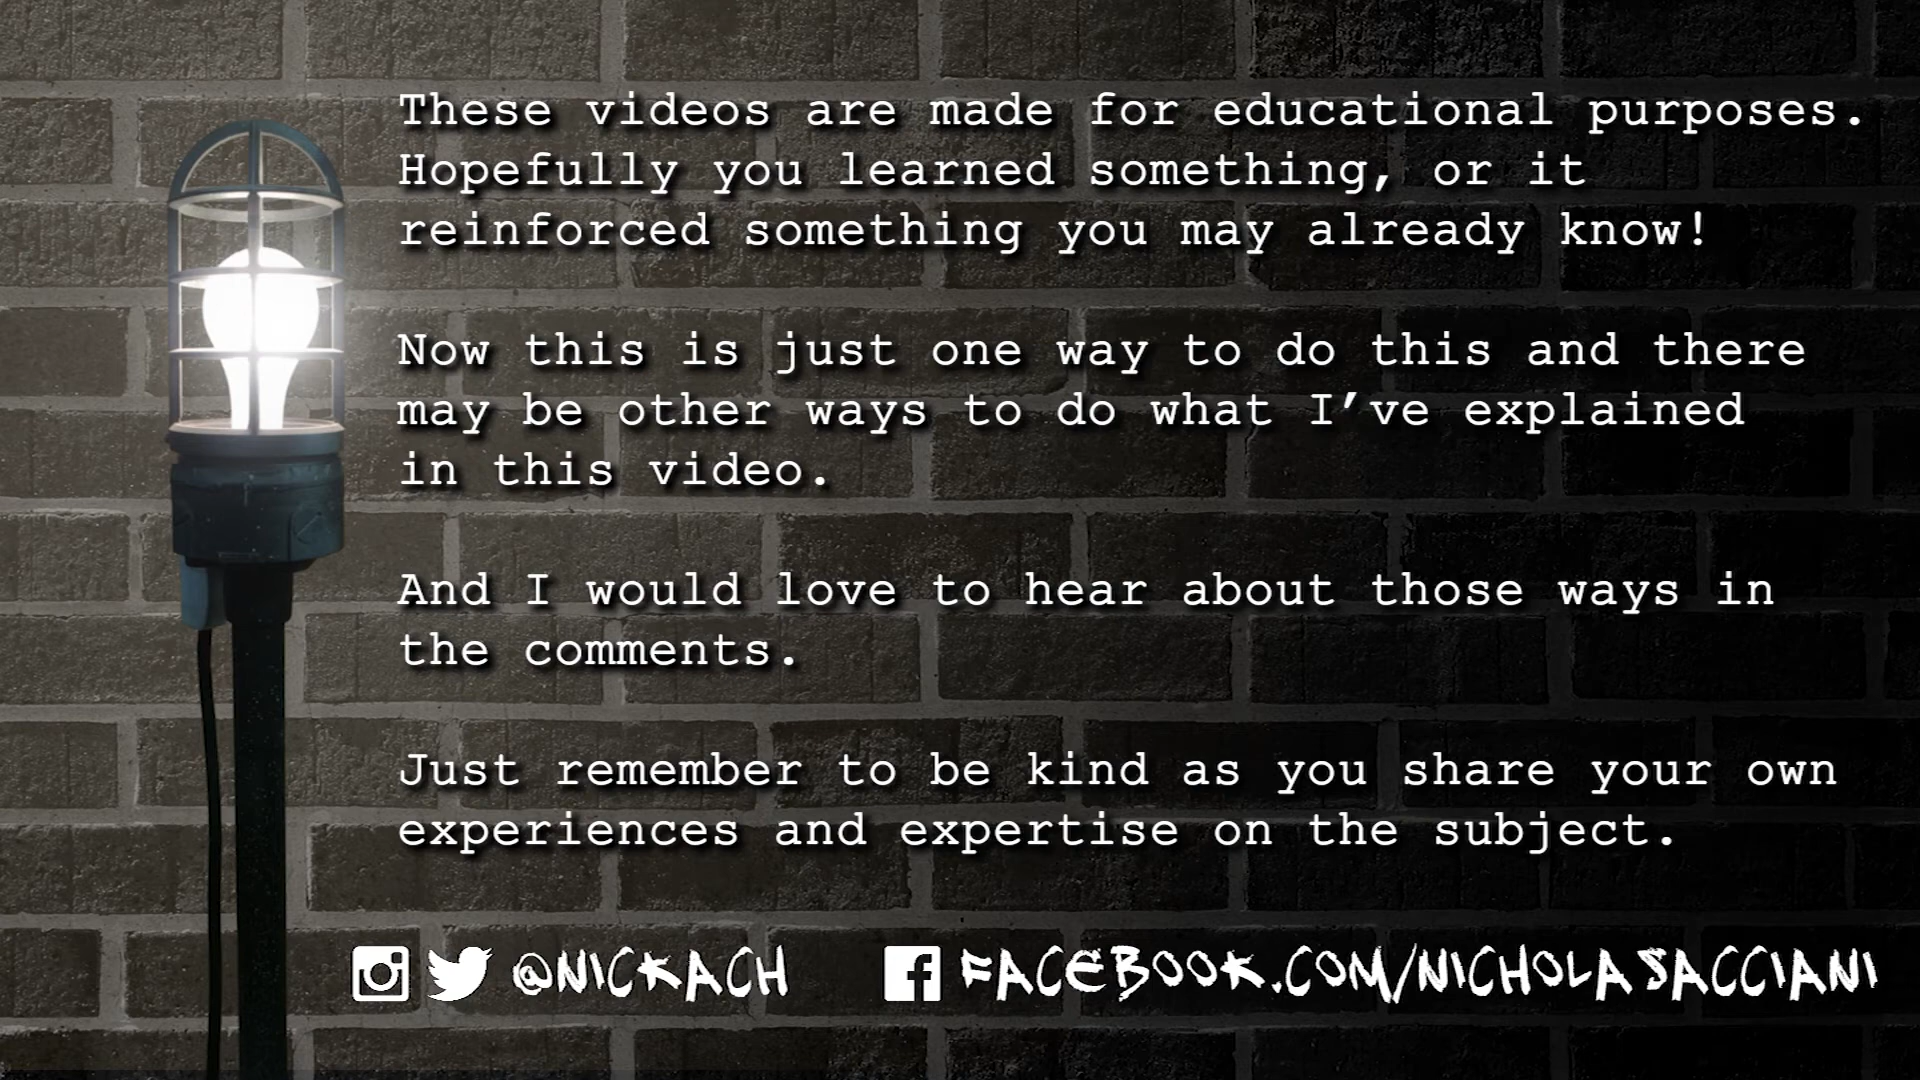 These videos are made for educational purposes.
Hopefully you learned something, or it
reinforced something you may already know!
Now this is just one way to do this and there
may be other ways to do what I’ve explained
in this video.
And I would love to hear about those ways in
the comments.
Just remember to be kind as you share your own
experiences and expertise on the subject.
@NICKACH
FACEBOOK.COM/NICHOLASACCIANI